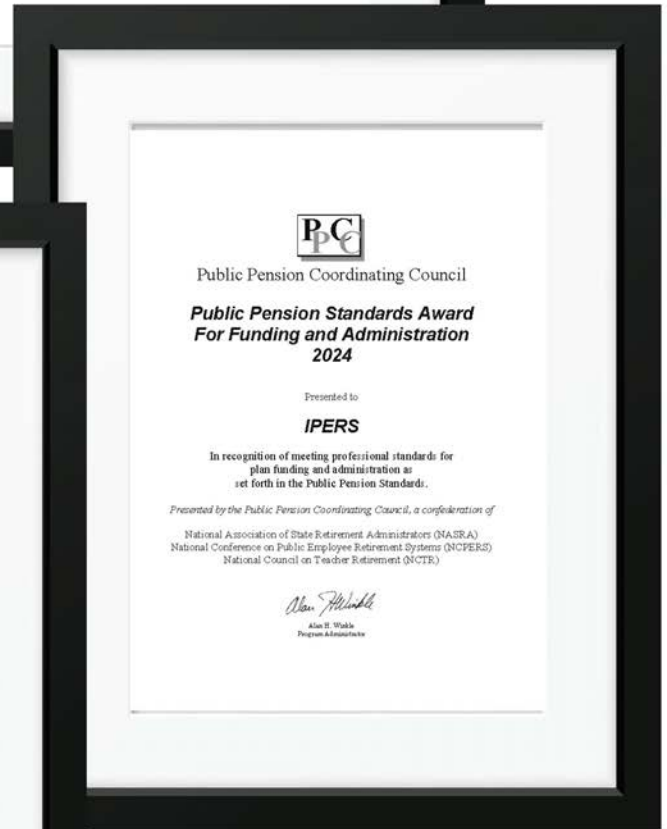 PPCC
Public Pension Coordinating Council
Public Pension Standards Award
For Funding and Administration
2024
Presented to
IPERS
In recognition of meeting professional standards for
plan funding and administration as
set forth in the Public Pension Standards.
Presented by the Public Pension Coordinating Council, a confederation of
National Association of State Retirement Administrators (NASRA)
National Conference on Public Employee Retirement Systems (NCPERS)
National Council on Teacher Retirement (NCTR)
Alan H. Winkle
Alan H. Winkle
Program Administrator